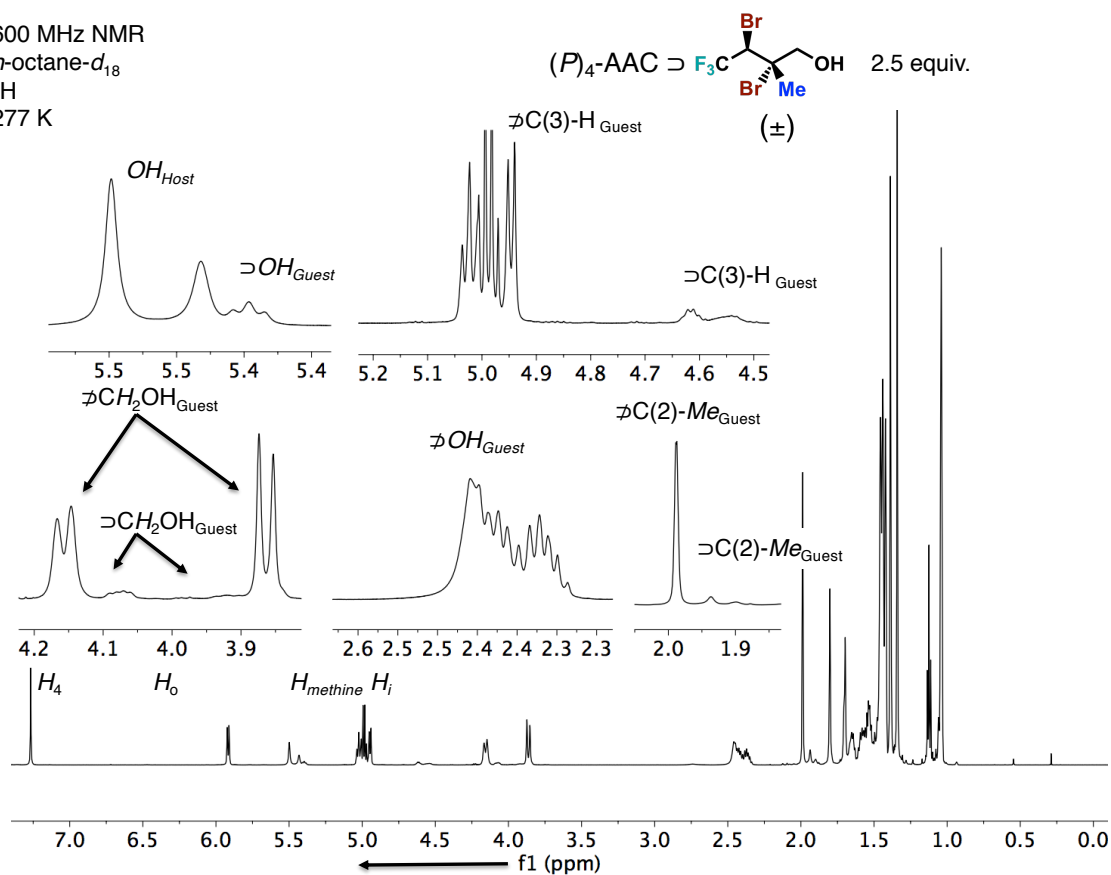 600 MHz NMR
n-octane-d18
1H
277 K
(P)4-AAC ⊃ 2.5 equiv.
Br
F3C
OH
Br
Me
(±)
⊅C(3)-H Guest
OHHost
⊃OHGuest
⊃C(3)-H Guest
5.5 5.5 5.4 5.4
5.2 5.1 5.0 4.9 4.8 4.7 4.6 4.5
⊅CH2OHGuest
⊃CH2OHGuest
⊅OHGuest
⊅C(2)-MeGuest
⊃C(2)-MeGuest
4.2 4.1 4.0 3.9
2.6 2.5 2.5 2.4 2.4 2.3 2.3
2.0 1.9
H4 Ho Hmethine Hi
7.0 6.5 6.0 5.5 5.0 4.5 4.0 3.5 3.0 2.5 2.0 1.5 1.0 0.5 0.0
f1 (ppm)